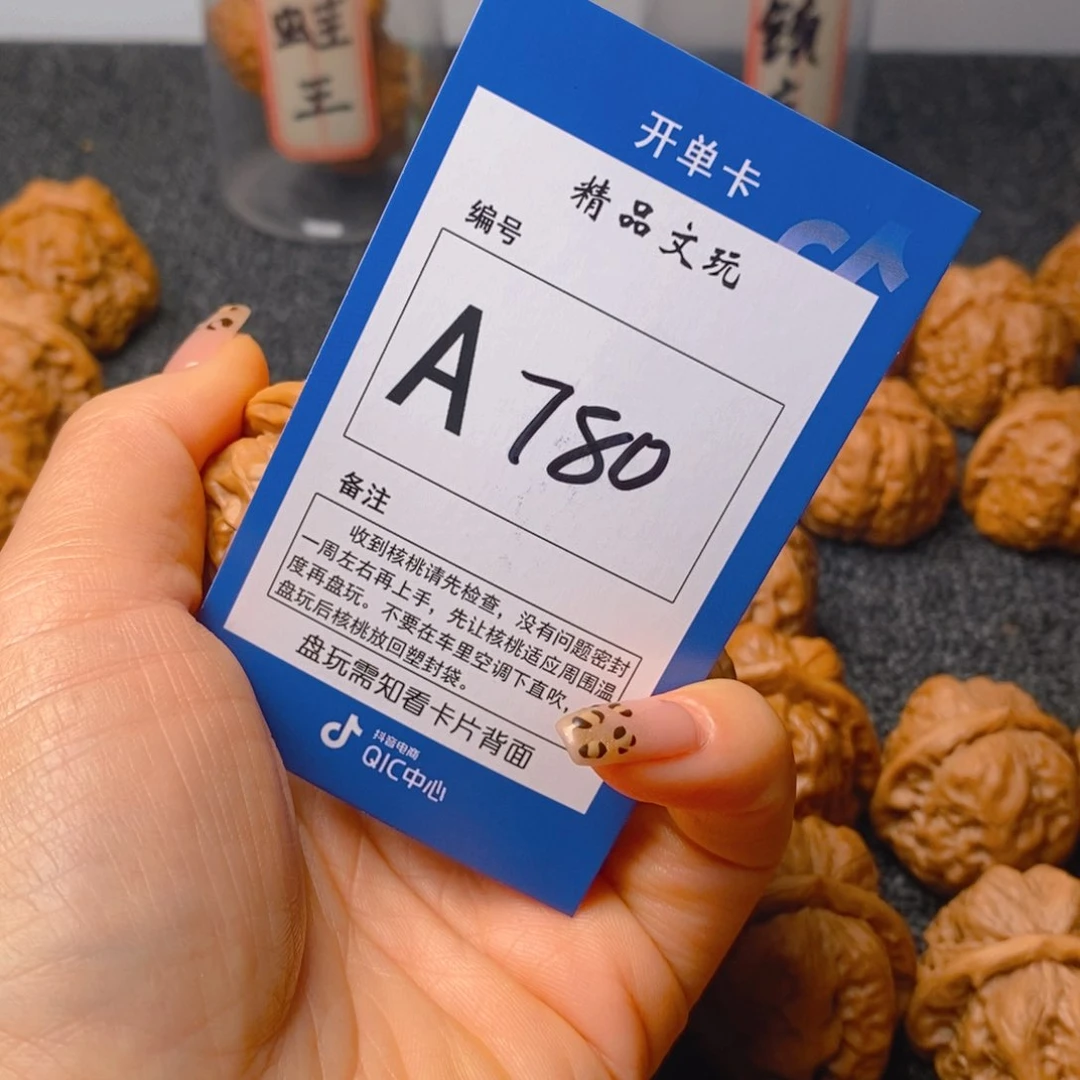 蛙
王
开单卡
精品文玩
编号
A 780
备注
收到核桃请先检查，没有问题密封
一周左右再上手，先让核桃适应周围温
度再盘玩。不要在车里空调下直吹，
盘玩后核桃放回塑封袋。
盘玩需知看卡片背面
抖音电商
QIC中心